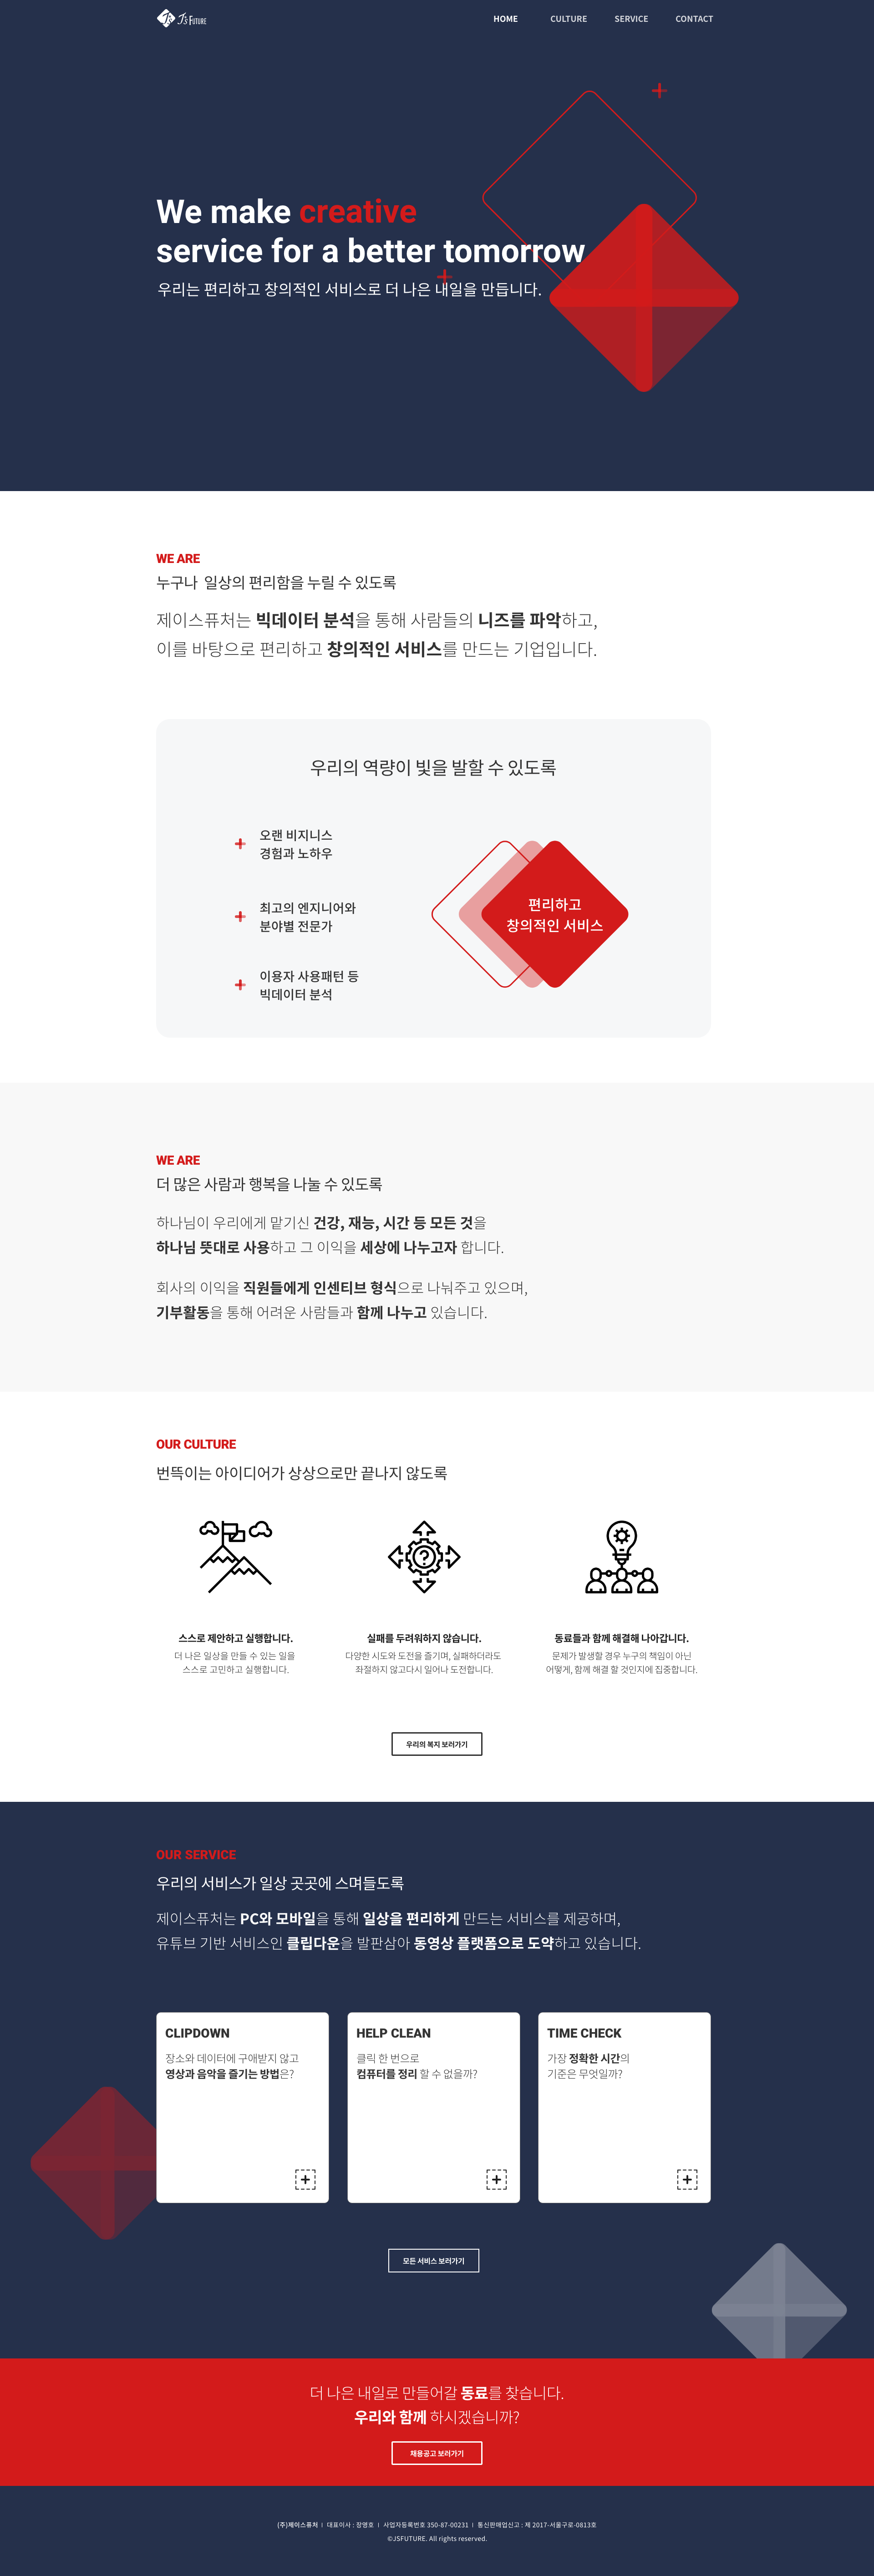 J's FUTURE
HOME CULTURE SERVICE CONTACT
We make creative
service for a better tomorrow
우리는 편리하고 창의적인 서비스로 더 나은 내일을 만듭니다.
WE ARE
누구나 일상의 편리함을 누릴 수 있도록
제이스퓨처는 빅데이터 분석을 통해 사람들의 니즈를 파악하고,
이를 바탕으로 편리하고 창의적인 서비스를 만드는 기업입니다.
우리의 역량이 빛을 발할 수 있도록
오랜 비지니스
경험과 노하우
최고의 엔지니어와
분야별 전문가
이용자 사용패턴 등
빅데이터 분석
편리하고
창의적인 서비스
WE ARE
더 많은 사람과 행복을 나눌 수 있도록
하나님이 우리에게 맡기신 건강, 재능, 시간 등 모든 것을
하나님 뜻대로 사용하고 그 이익을 세상에 나누고자 합니다.
회사의 이익을 직원들에게 인센티브 형식으로 나눠주고 있으며,
기부활동을 통해 어려운 사람들과 함께 나누고 있습니다.
OUR CULTURE
번뜩이는 아이디어가 상상으로만 끝나지 않도록
스스로 제안하고 실행합니다.
더 나은 일상을 만들 수 있는 일을
스스로 고민하고 실행합니다.
실패를 두려워하지 않습니다.
다양한 시도와 도전을 즐기며, 실패하더라도
좌절하지 않고다시 일어나 도전합니다.
동료들과 함께 해결해 나아갑니다.
문제가 발생할 경우 누구의 책임이 아닌
어떻게, 함께 해결 할 것인지에 집중합니다.
우리의 복지 보러가기
OUR SERVICE
우리의 서비스가 일상 곳곳에 스며들도록
제이스퓨처는 PC와 모바일을 통해 일상을 편리하게 만드는 서비스를 제공하며,
유튜브 기반 서비스인 클립다운을 발판삼아 동영상 플랫폼으로 도약하고 있습니다.
CLIPDOWN
장소와 데이터에 구애받지 않고
영상과 음악을 즐기는 방법은?
HELP CLEAN
클릭 한 번으로
컴퓨터를 정리 할 수 없을까?
TIME CHECK
가장 정확한 시간의
기준은 무엇일까?
모든 서비스 보러가기
더 나은 내일로 만들어갈 동료를 찾습니다.
우리와 함께 하시겠습니까?
채용공고 보러가기
(주)제이스퓨처 | 대표이사 : 장영호 | 사업자등록번호 350-87-00231 | 통신판매업신고 : 제 2017-서울구로-0813호
©JSFUTURE. All rights reserved.